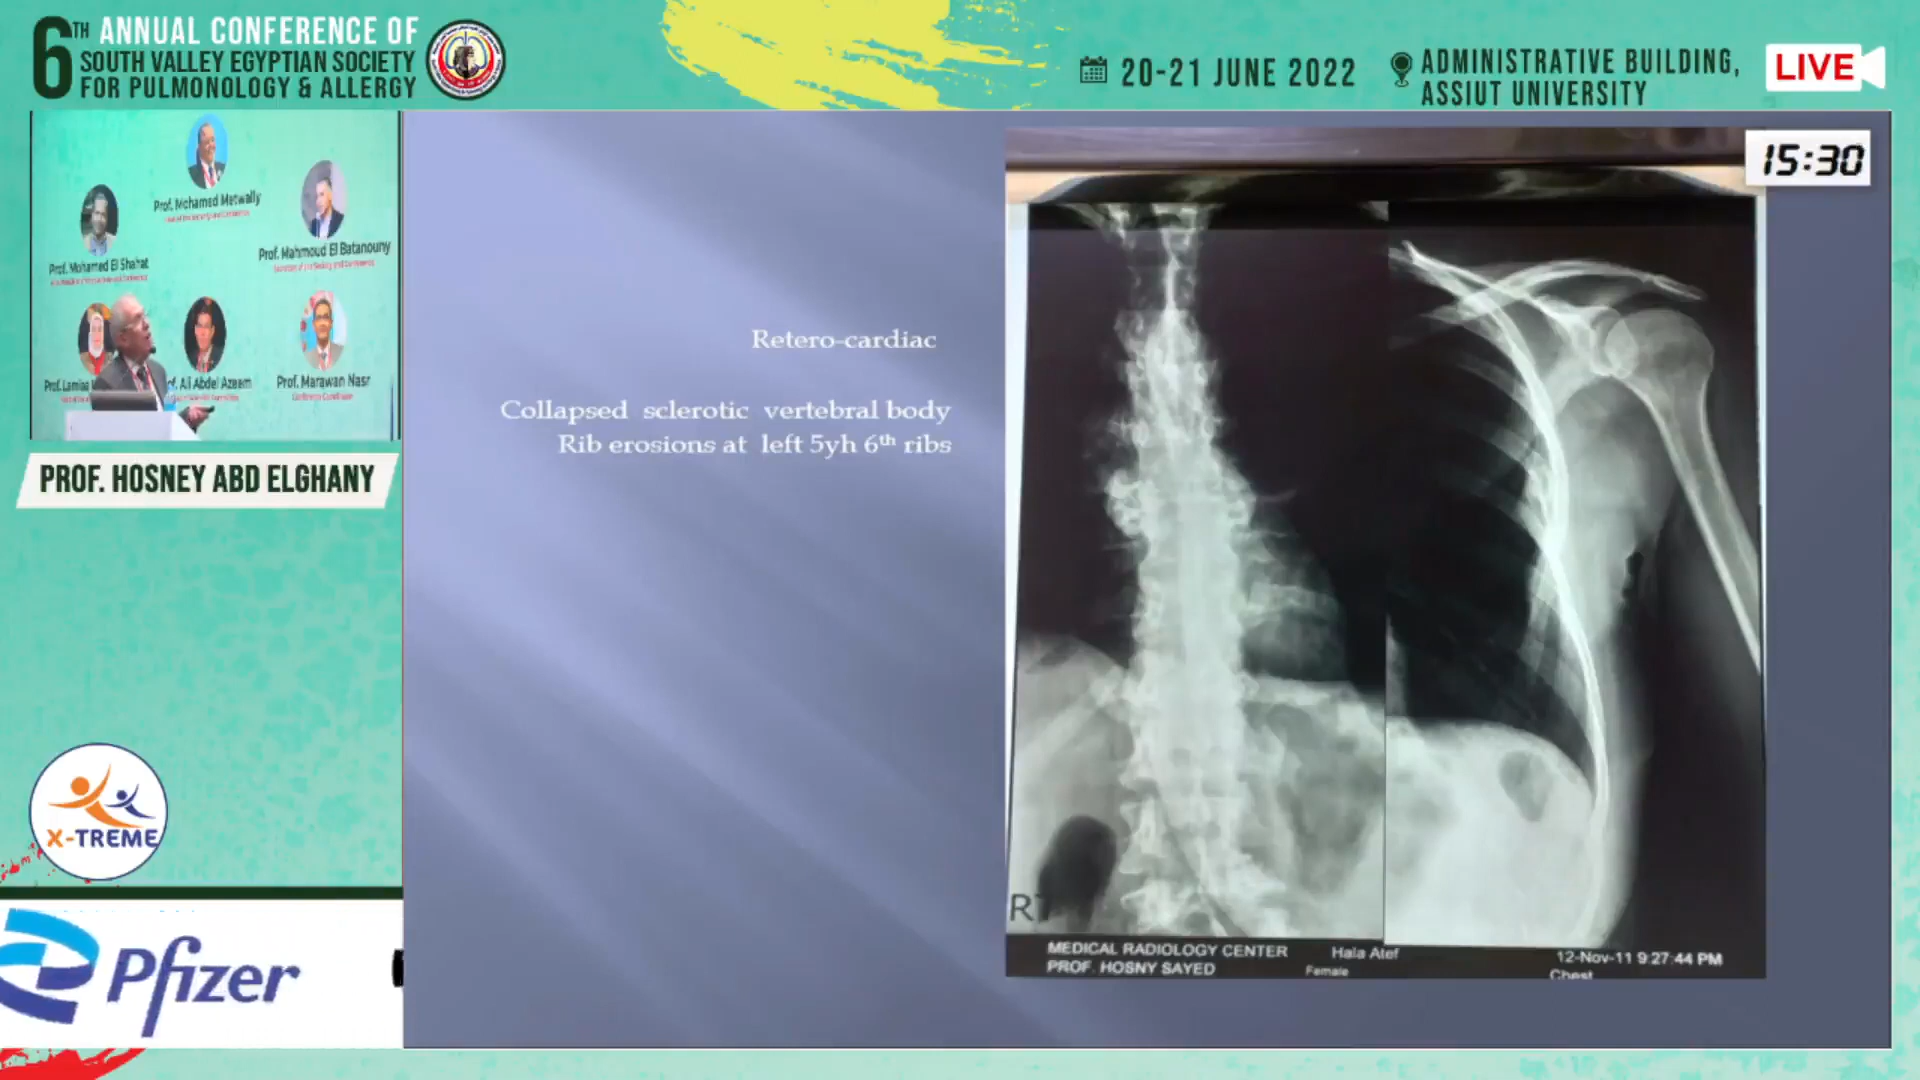 6TH ANNUAL CONFERENCE OF
SOUTH VALLEY EGYPTIAN SOCIETY
FOR PULMONOLOGY & ALLERGY
20-21 JUNE 2022
ADMINISTRATIVE BUILDING,
ASSIUT UNIVERSITY
LIVE
15:30
Prof. Mohamed Metwally
Prof. Mahmoud El Batanouny
Prof. Mohamed El Shahat
Prof. Lamiaa
of. Ali Abdel Azeem
Prof. Marawan Nasr
PROF. HOSNEY ABD ELGHANY
Retero-cardiac
Collapsed sclerotic vertebral body
Rib erosions at left 5yh 6th ribs
RT
MEDICAL RADIOLOGY CENTER
PROF. HOSNY SAYED
Hala Atef
Female
12-Nov-11 9:27:44 PM
Chest
X-TREME
Pfizer